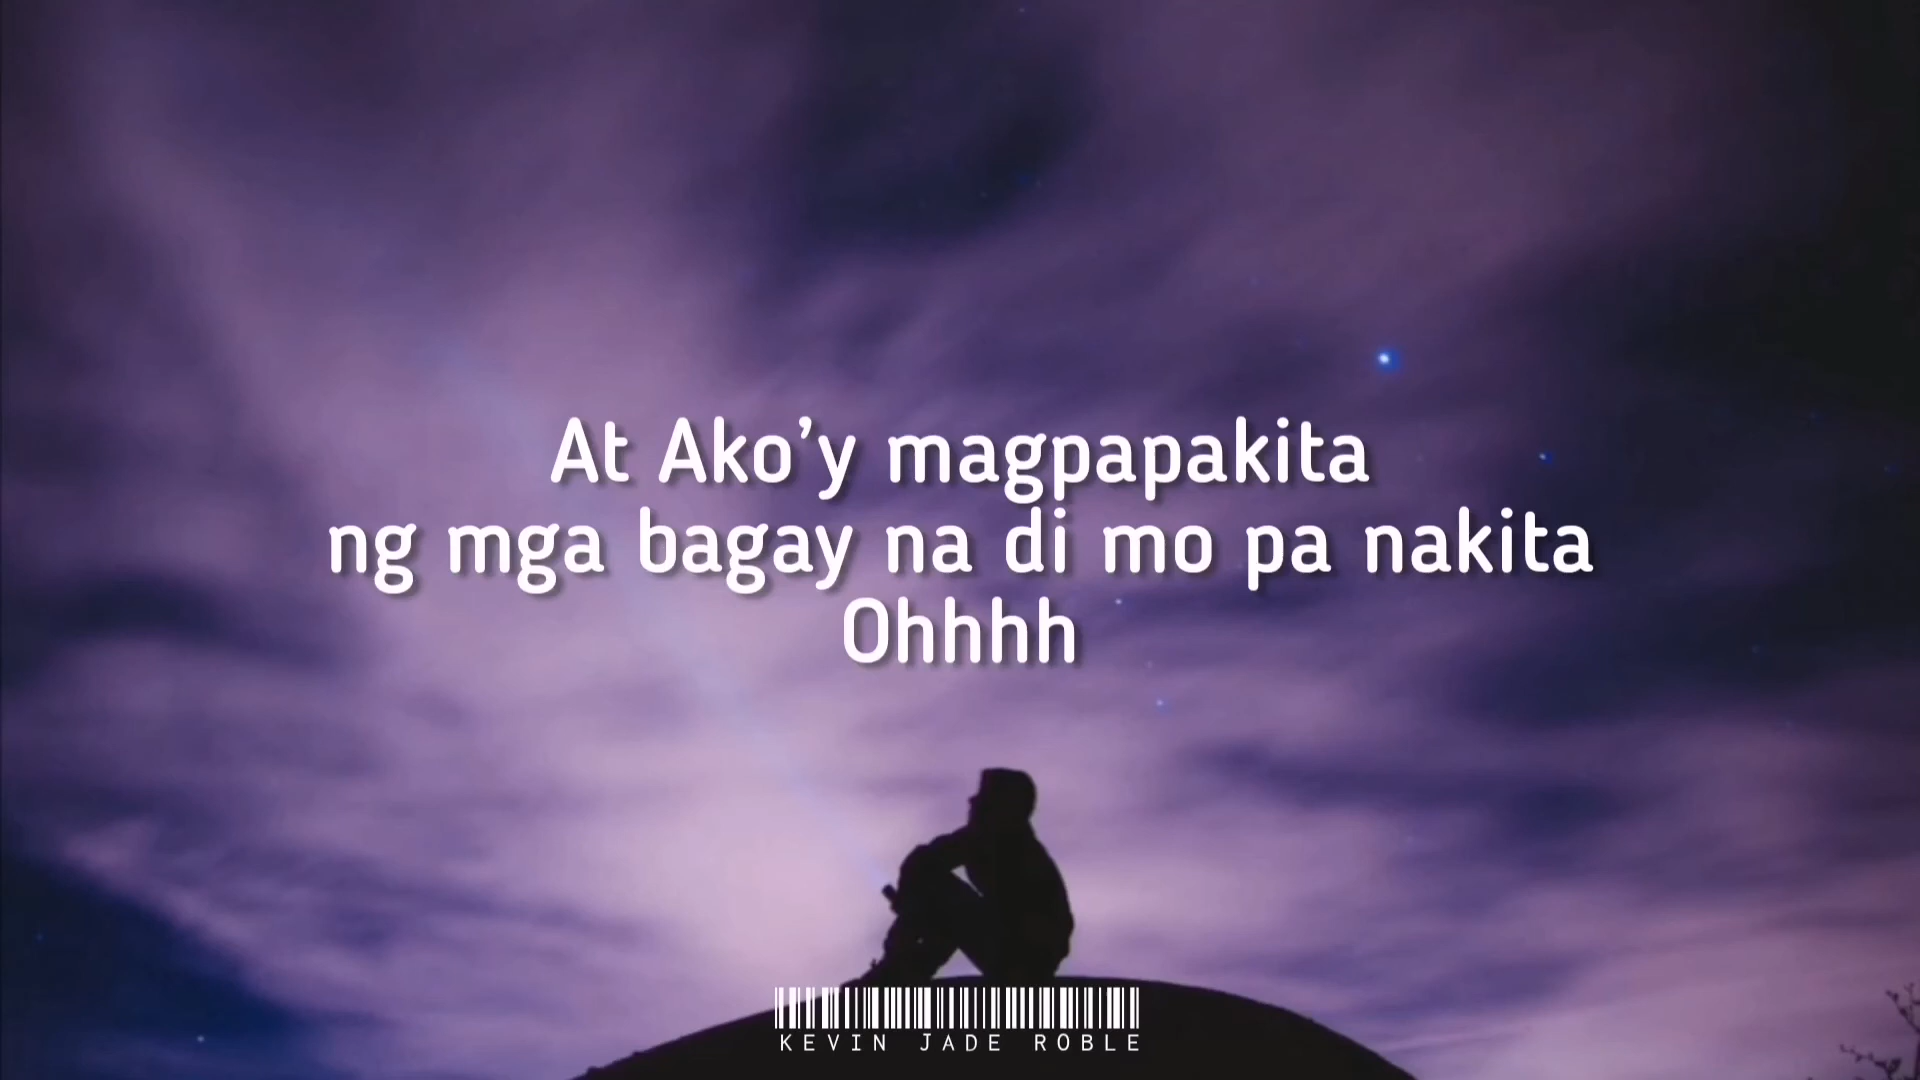 At Ako’y magpapakita
ng mga bagay na di mo pa nakita
Ohhhh
KEVIN JADE ROBLE